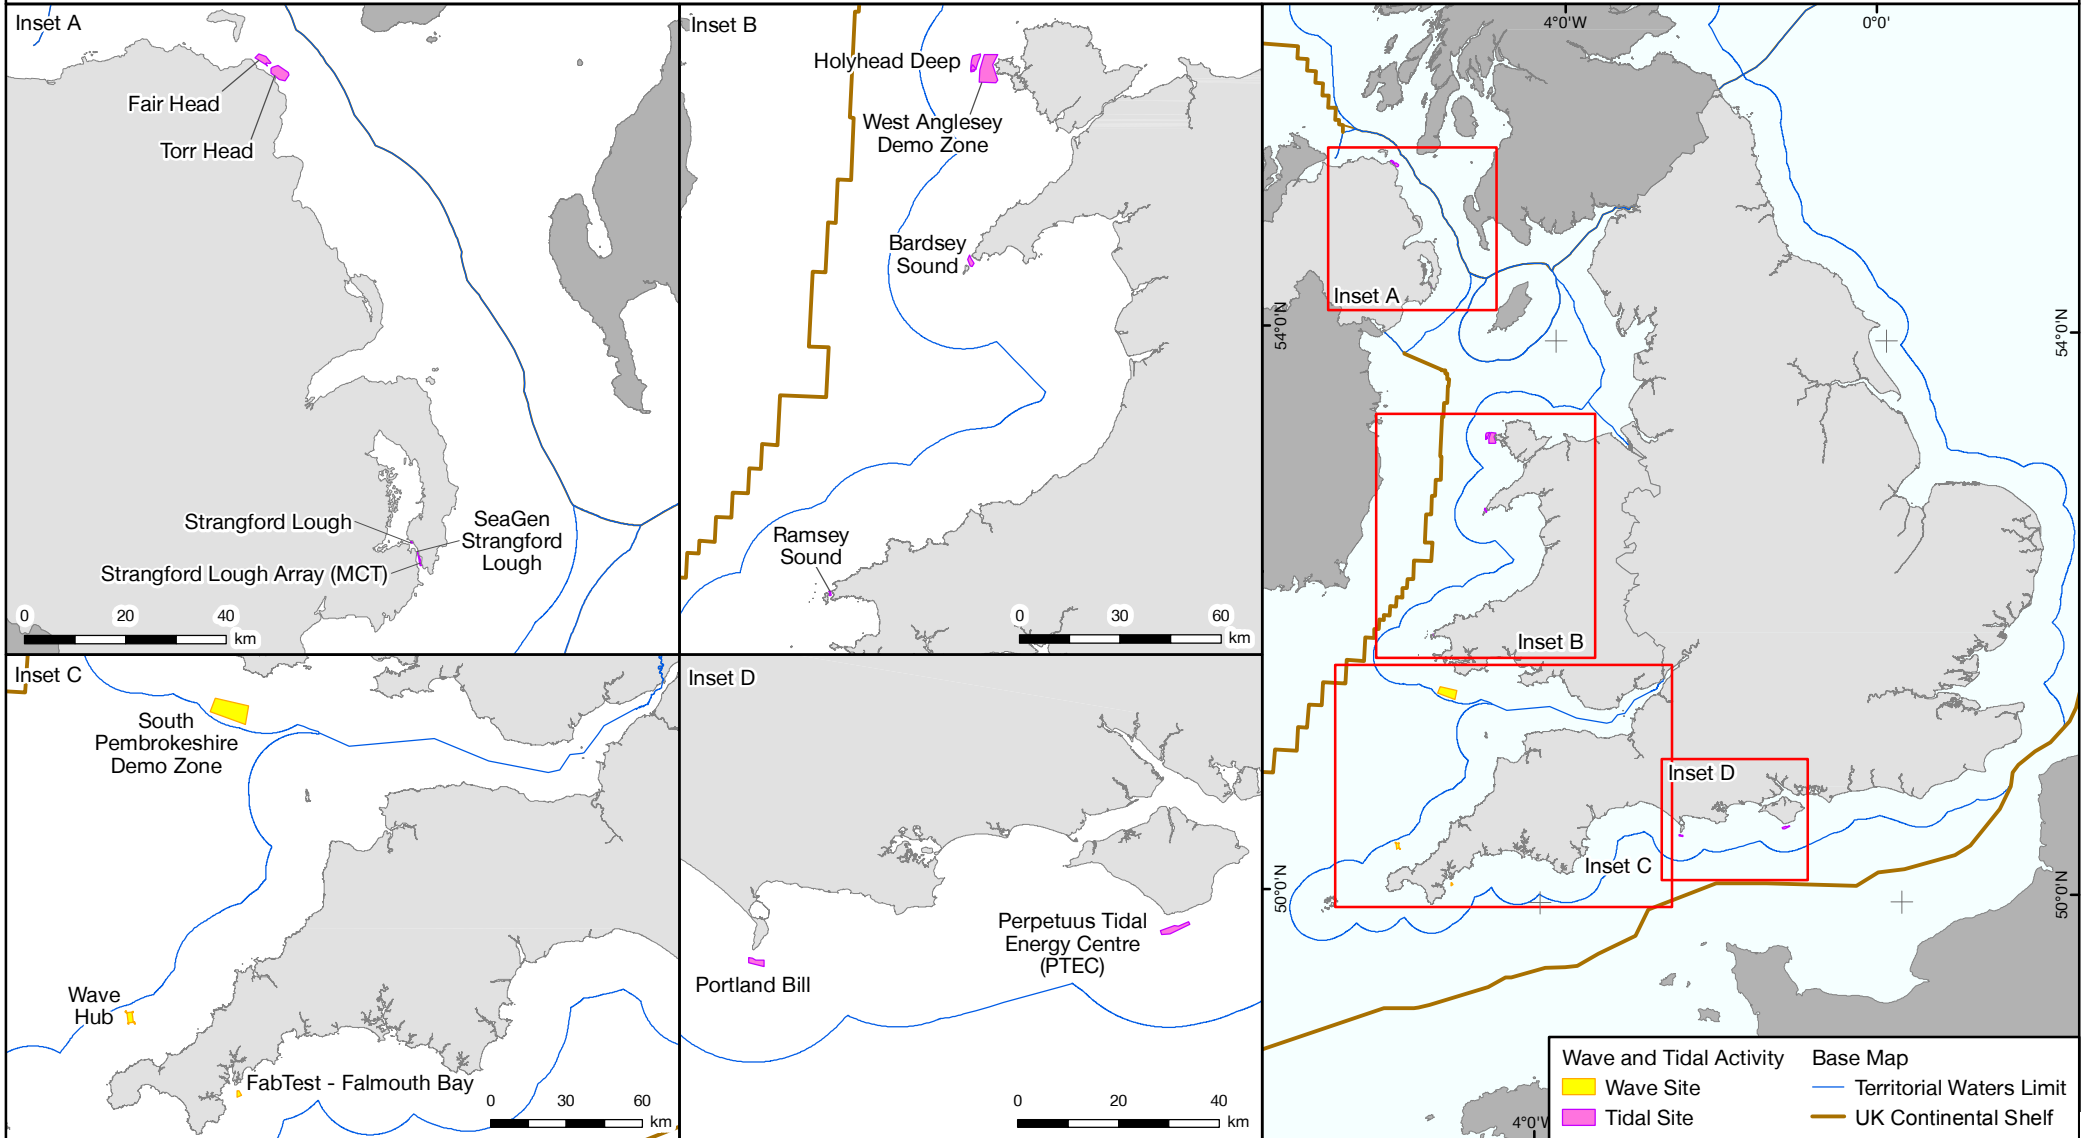 Inset A
Fair Head
Torr Head
Strangford Lough
SeaGen
Strangford
Lough
Strangford Lough Array (MCT)
0 20 40 km
Inset B
Holyhead Deep
West Anglesey
Demo Zone
Bardsey
Sound
Ramsey
Sound
0 30 60 km
Inset C
South
Pembrokeshire
Demo Zone
Wave
Hub
FabTest - Falmouth Bay
0 30 60 km
Inset D
Portland Bill
Perpetuus Tidal
Energy Centre
(PTEC)
0 20 40 km
4°0'W 0°0'
54°0'N 54°0'N
50°0'N 50°0'N
Inset A
Inset B
Inset D
Inset C
4°0'W
Wave and Tidal Activity
Wave Site
Tidal Site
Base Map
Territorial Waters Limit
UK Continental Shelf